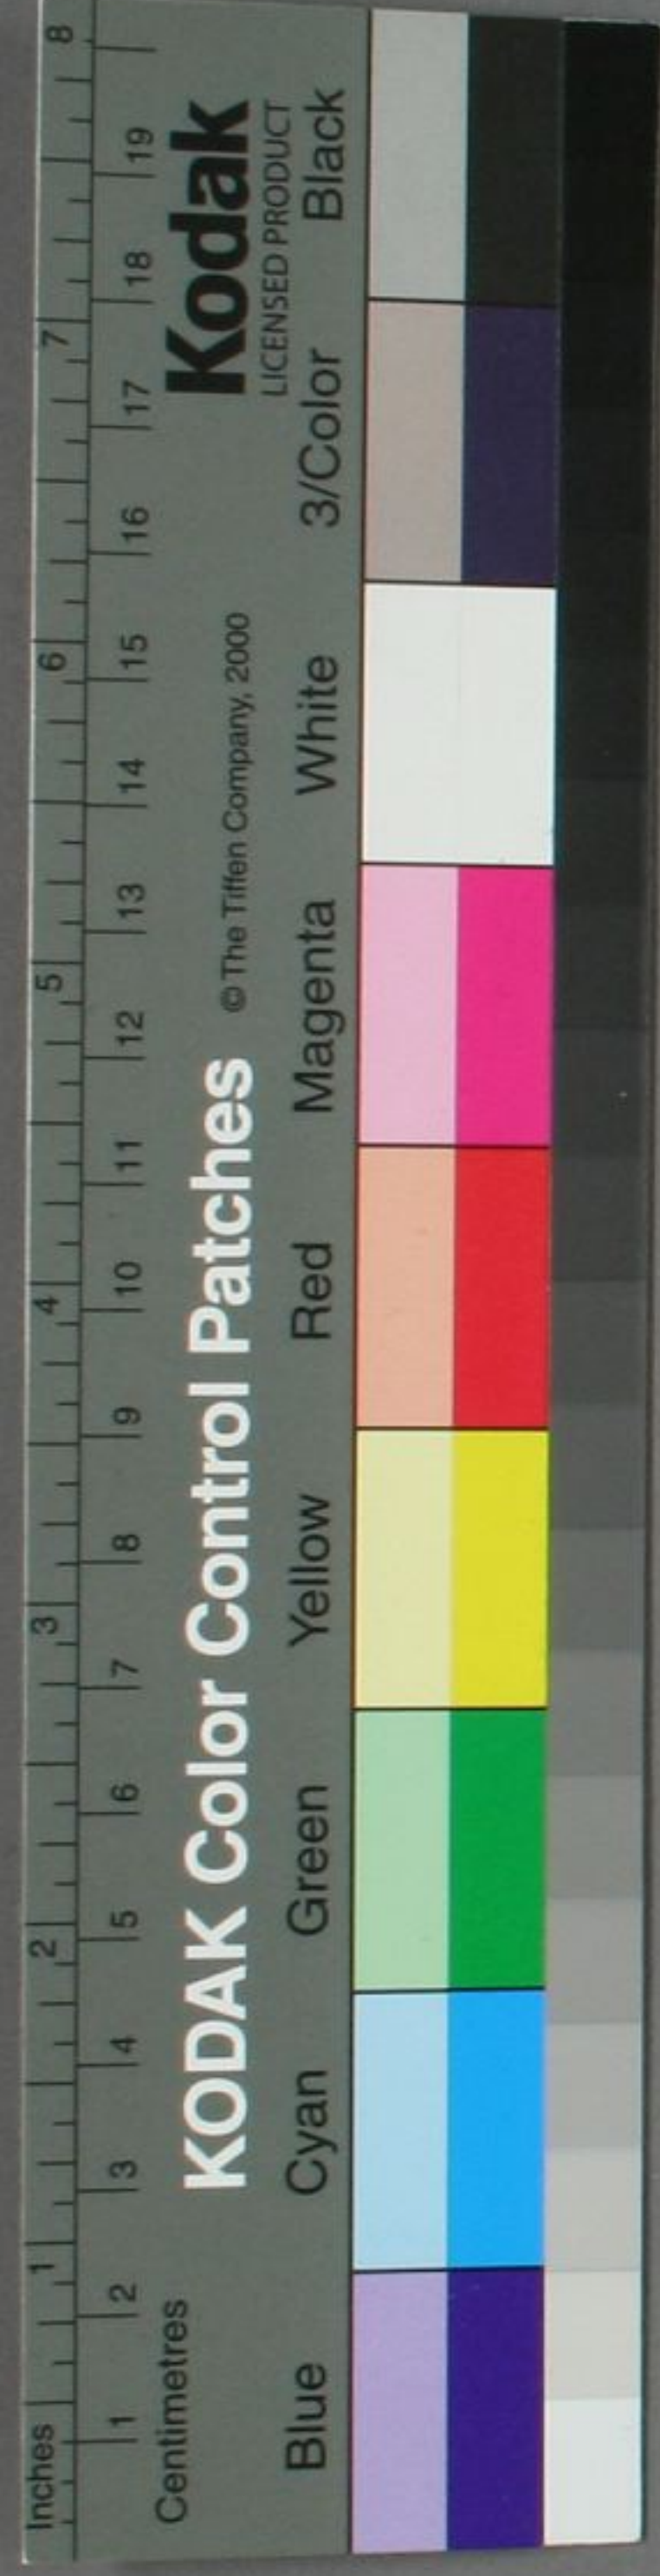 Inches 1 2 3 4 5 6 7 8
1 2 3 4 5 6 7 8 9 10 11 12 13 14 15 16 17 18 19
Centimetres
KODAK Color Control Patches © The Tiffen Company, 2000 Kodak
LICENSED PRODUCT
Blue Cyan Green Yellow Red Magenta White 3/Color Black